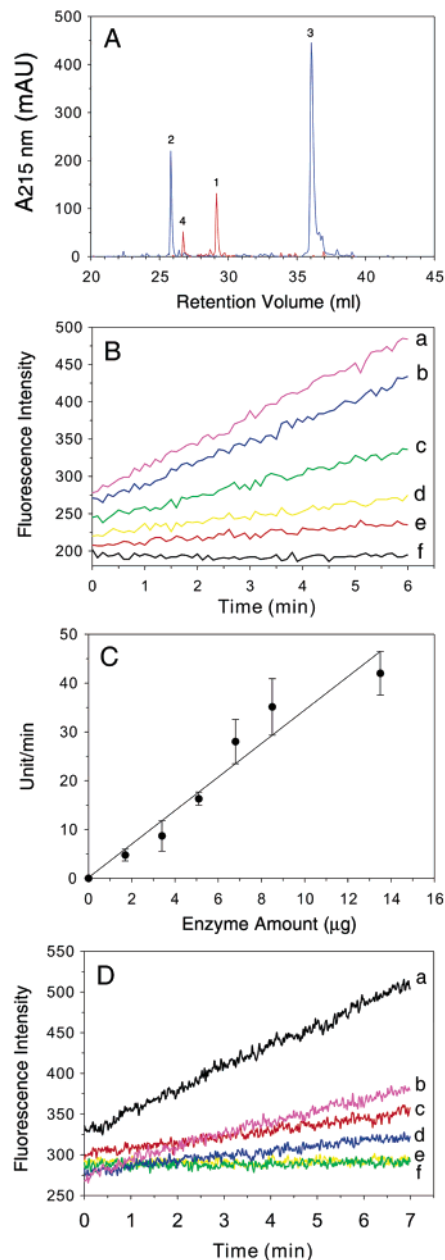 A
500
400
300
200
100
0
A215 nm (mAU)
3
2
4
1
20 25 30 35 40 45
Retention Volume (ml)
B
500
450
400
350
300
250
200
Fluorescence Intensity
a
b
c
d
e
f
0 1 2 3 4 5 6
Time (min)
C
50
40
30
20
10
0
Unit/min
0 2 4 6 8 10 12 14 16
Enzyme Amount (μg)
D
550
500
450
400
350
300
250
Fluorescence Intensity
a
b
c
d
e
f
0 1 2 3 4 5 6 7
Time (min)